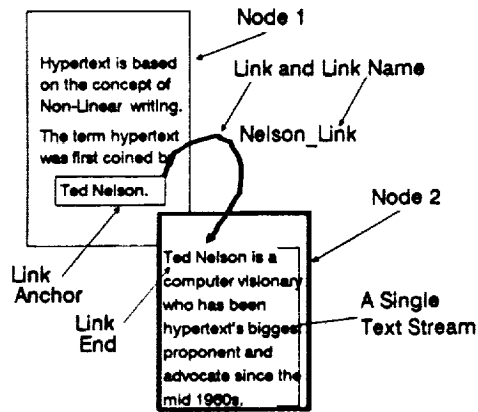 Node 1
Hypertext is based
on the concept of
Non-Linear writing.
The term hypertext
was first coined by
Ted Nelson.
Link and Link Name
Nelson_Link
Node 2
Link
Anchor
Link
End
Ted Nelson is a
computer visionary
who has been
hypertext's bigges
proponent and
advocate since the
mid 1960s.
A Single
Text Stream